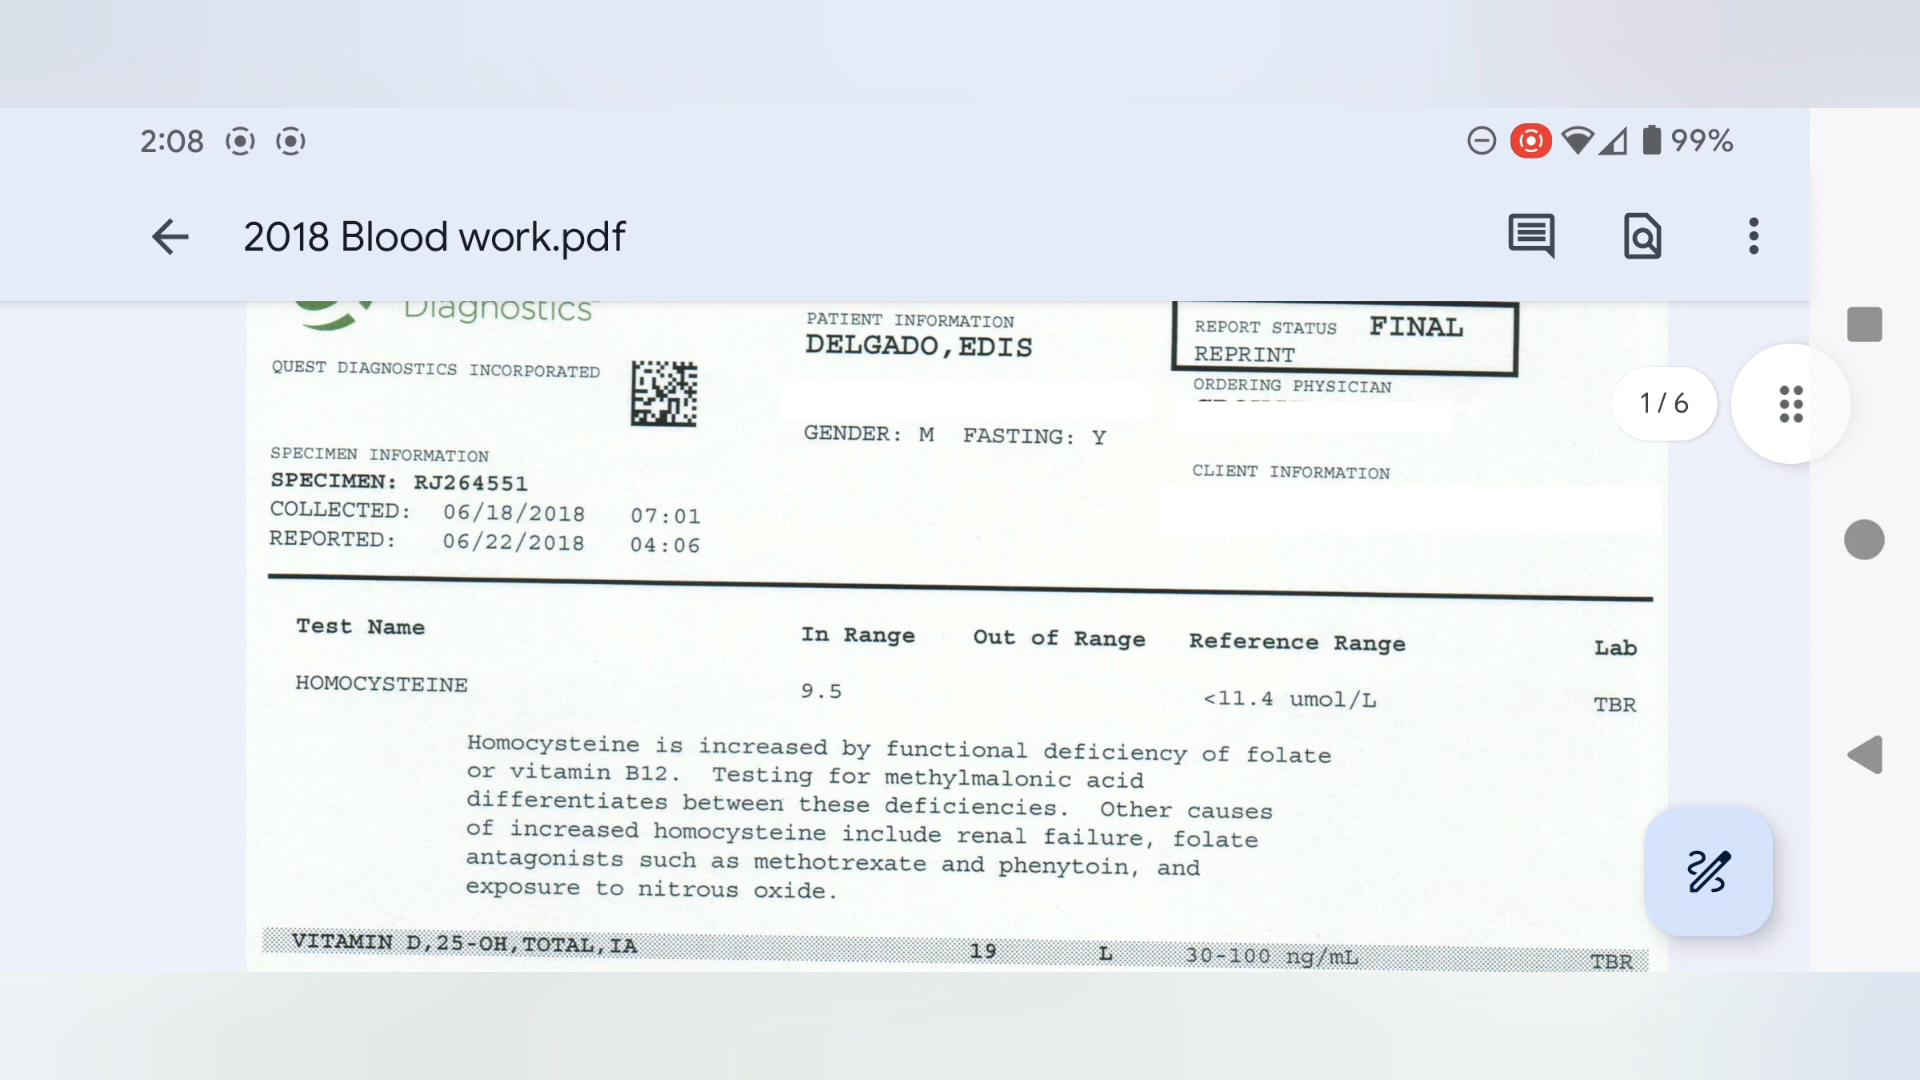 2:08
99%
2018 Blood work.pdf
Diagnostics
PATIENT INFORMATION
DELGADO,EDIS
REPORT STATUS FINAL
REPRINT
QUEST DIAGNOSTICS INCORPORATED
ORDERING PHYSICIAN
1/6
GENDER: M FASTING: Y
SPECIMEN INFORMATION
SPECIMEN: RJ264551
CLIENT INFORMATION
COLLECTED: 06/18/2018 07:01
REPORTED: 06/22/2018 04:06
Test Name In Range Out of Range Reference Range Lab
HOMOCYSTEINE 9.5 <11.4 umol/L TBR
Homocysteine is increased by functional deficiency of folate
or vitamin B12. Testing for methylmalonic acid
differentiates between these deficiencies. Other causes
of increased homocysteine include renal failure, folate
antagonists such as methotrexate and phenytoin, and
exposure to nitrous oxide.
VITAMIN D,25-OH,TOTAL,IA 19 L 30-100 ng/mL TBR